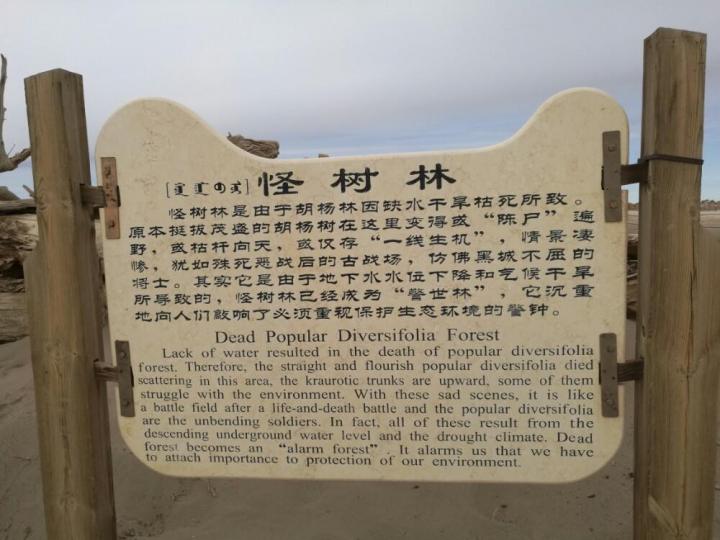 怪树林
怪树林是由于胡杨林因缺水干旱枯死所致。
原本挺拔茂盛的胡杨树在这里变得或“陈尸”遍
野，或枯杆向天，或仅存“一线生机”，情景凄
惨，犹如殊死恶战后的古战场，仿佛黑城不屈的
将士。其实它是由于地下水水位下降和气候干旱
所导致的，怪树林已经成为“警世林”，它沉重
地向人们敲响了必须重视保护生态环境的警钟。
Dead Popular Diversifolia Forest
Lack of water resulted in the death of popular diversifolia
forest. Therefore, the straight and flourish popular diversifolia died
scattering in this area, the kraurotic trunks are upward, some of them
struggle with the environment. With these sad scenes, it is like
a battle field after a life-and-death battle and the popular diversifolia
are the unbending soldiers. In fact, all of these result from the
descending underground water level and the drought climate. Dead
forest becomes an “alarm forest”. It alarms us that we have
to attach importance to protection of our environment.